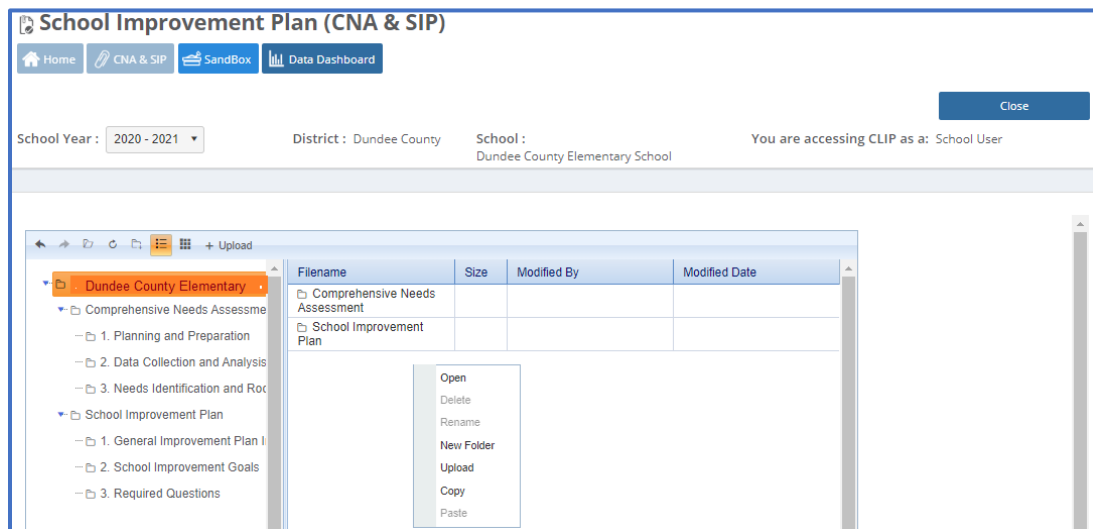 School Improvement Plan (CNA & SIP)
Home CNA & SIP SandBox Data Dashboard
Close
School Year : 2020 - 2021 District : Dundee County School : You are accessing CLIP as a: School User
Dundee County Elementary School
+ Upload
Dundee County Elementary
Comprehensive Needs Assessme
1. Planning and Preparation
2. Data Collection and Analysis
3. Needs Identification and Roo
School Improvement Plan
1. General Improvement Plan I
2. School Improvement Goals
3. Required Questions
Filename Size Modified By Modified Date
Comprehensive Needs
Assessment
School Improvement
Plan
Open
Delete
Rename
New Folder
Upload
Copy
Paste